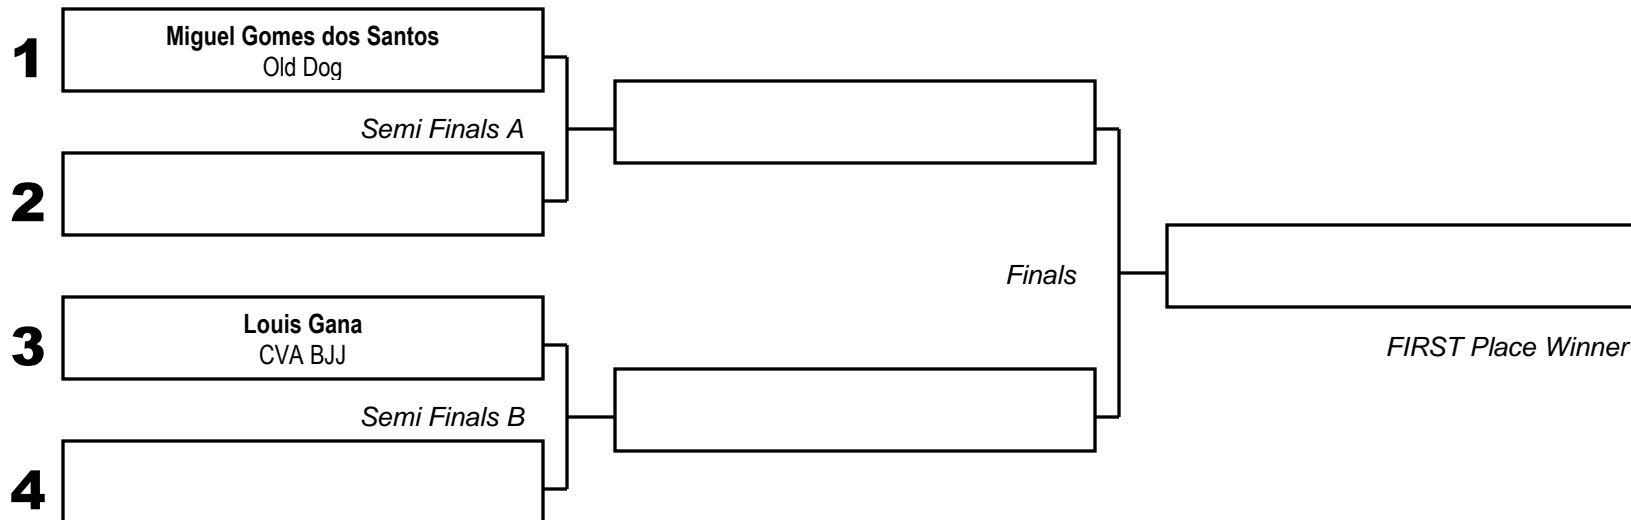 1
Miguel Gomes dos Santos
Old Dog
Semi Finals A
2
Finals
3
Louis Gana
CVA BJJ
FIRST Place Winner
Semi Finals B
4